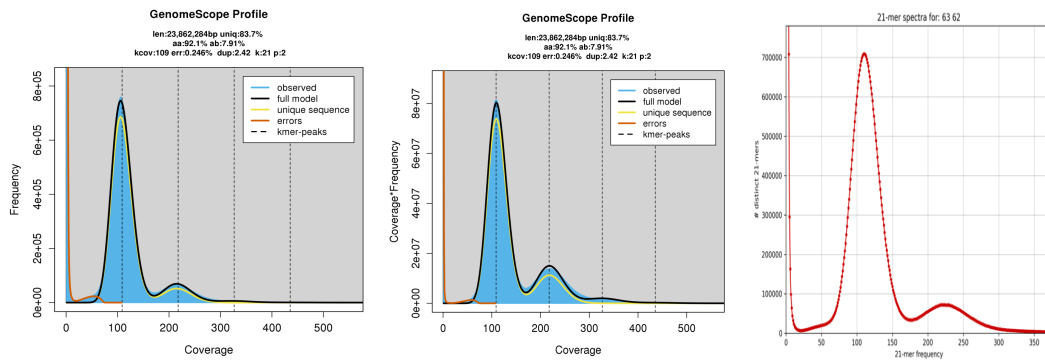 GenomeScope Profile
len:23,862,284bp uniq:83.7%
aa:92.1% ab:7.91%
kcov:109 err:0.246% dup:2.42 k:21 p:2
Frequency
0e+00
2e+05
4e+05
6e+05
8e+05
observed
full model
unique sequence
errors
kmer-peaks
0 100 200 300 400 500
Coverage
GenomeScope Profile
len:23,862,284bp uniq:83.7%
aa:92.1% ab:7.91%
kcov:109 err:0.246% dup:2.42 k:21 p:2
Coverage*Frequency
0e+00
2e+07
4e+07
6e+07
8e+07
observed
full model
unique sequence
errors
kmer-peaks
0 100 200 300 400 500
Coverage
21-mer spectra for: 63 62
# distinct 21-mers
700000
600000
500000
400000
300000
200000
100000
0
0 50 100 150 200 250 300 350
21-mer frequency